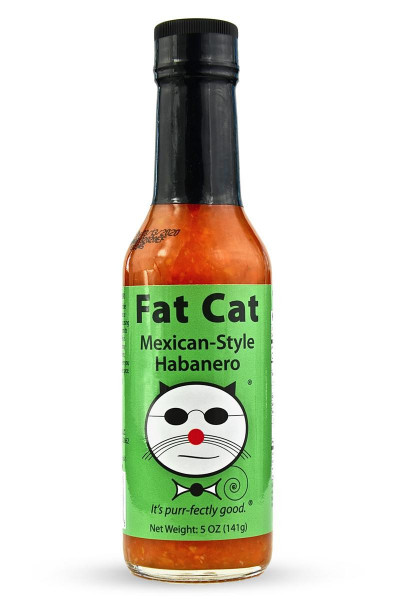 Fat Cat
Mexican-Style
Habanero
®
It's purr-fectly good.®
Net Weight: 5 OZ (141g)